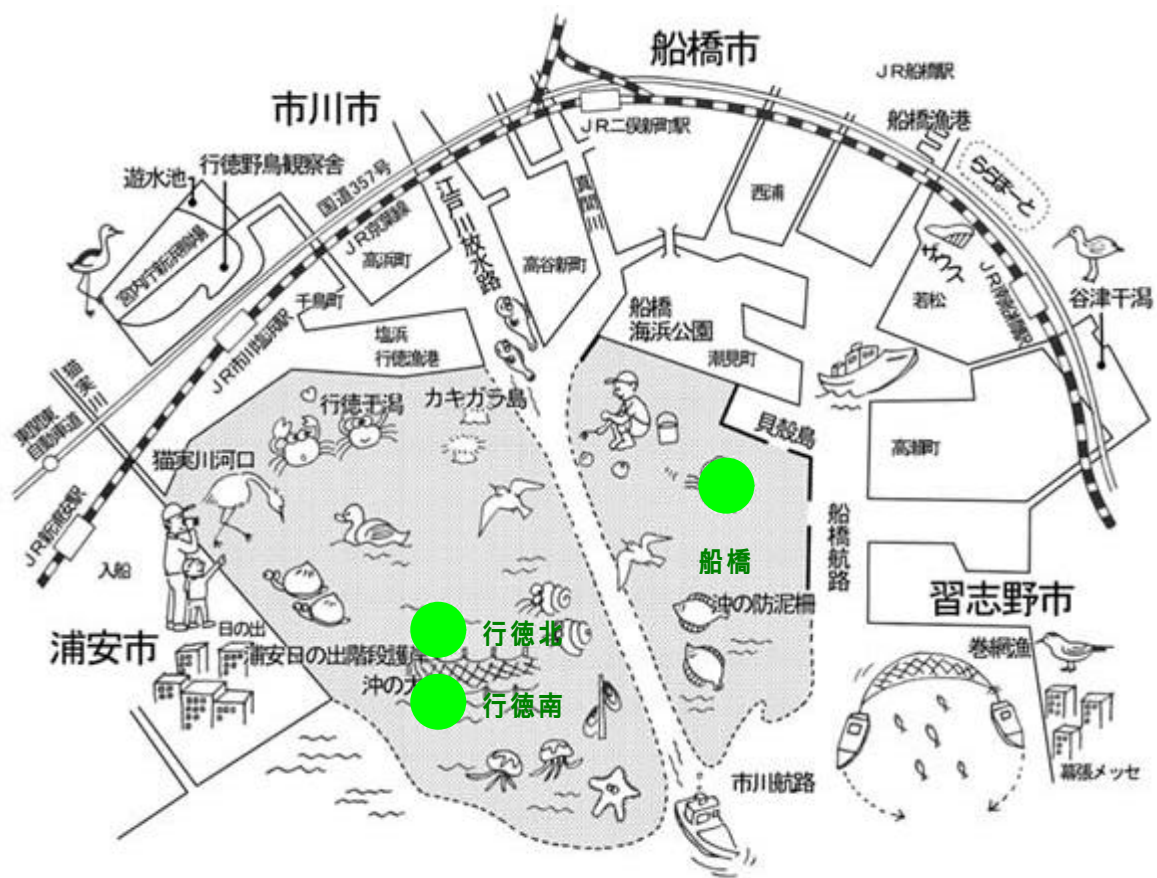 船橋市
JR船橋駅
市川市
船橋漁港
JR二俣新町駅
行徳野鳥観察舎
遊水池
国道357号
JR京葉線
江戸川放水路
真間川
西浦
ららぽーと
ザウス
高浜町
高谷新町
宮内庁新浜鴨場
千鳥町
船橋
海浜公園
若松
谷津干潟
塩浜
行徳漁港
潮見町
JR市川塩浜駅
猫実川
東関東
自動車道
行徳干潟
カキガラ島
貝殻島
高瀬町
猫実川河口
JR新浦安駅
船橋航路
船橋
入船
習志野市
沖の防泥柵
日の出
行徳北
浦安市
浦安日の出階段護岸
巻網漁
沖の大
行徳南
市川航路
幕張メッセ